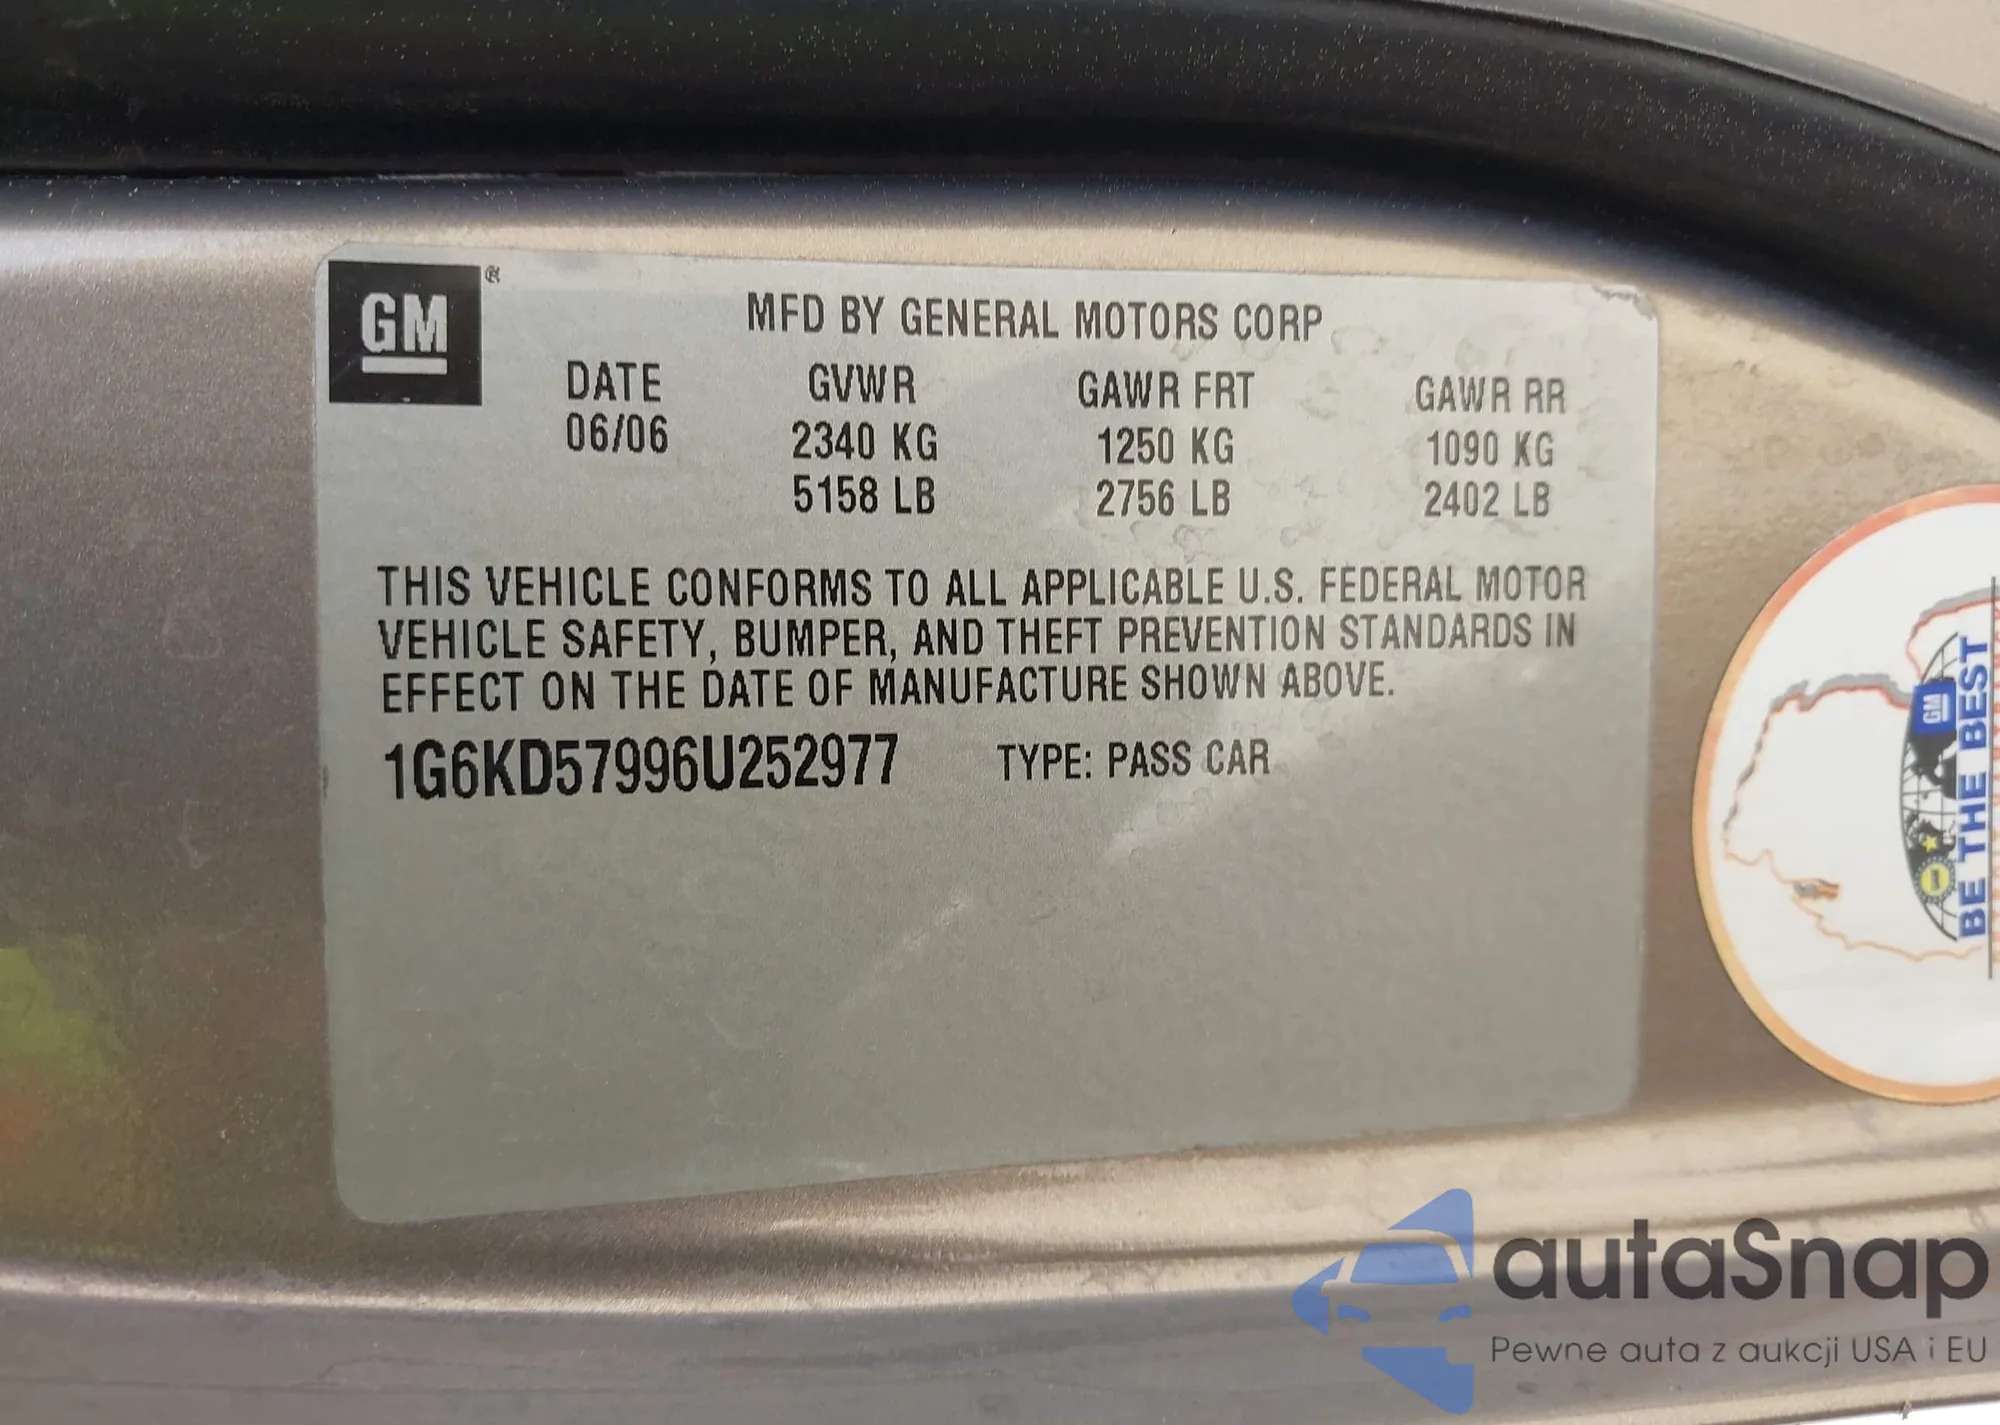 GM
®
MFD BY GENERAL MOTORS CORP
DATE GVWR GAWR FRT GAWR RR
06/06 2340 KG 1250 KG 1090 KG
5158 LB 2756 LB 2402 LB
THIS VEHICLE CONFORMS TO ALL APPLICABLE U.S. FEDERAL MOTOR
VEHICLE SAFETY, BUMPER, AND THEFT PREVENTION STANDARDS IN
EFFECT ON THE DATE OF MANUFACTURE SHOWN ABOVE.
1G6KD57996U252977 TYPE: PASS CAR
GM
BE THE BEST
autaSnap
Pewne auta z aukcji USA i EU